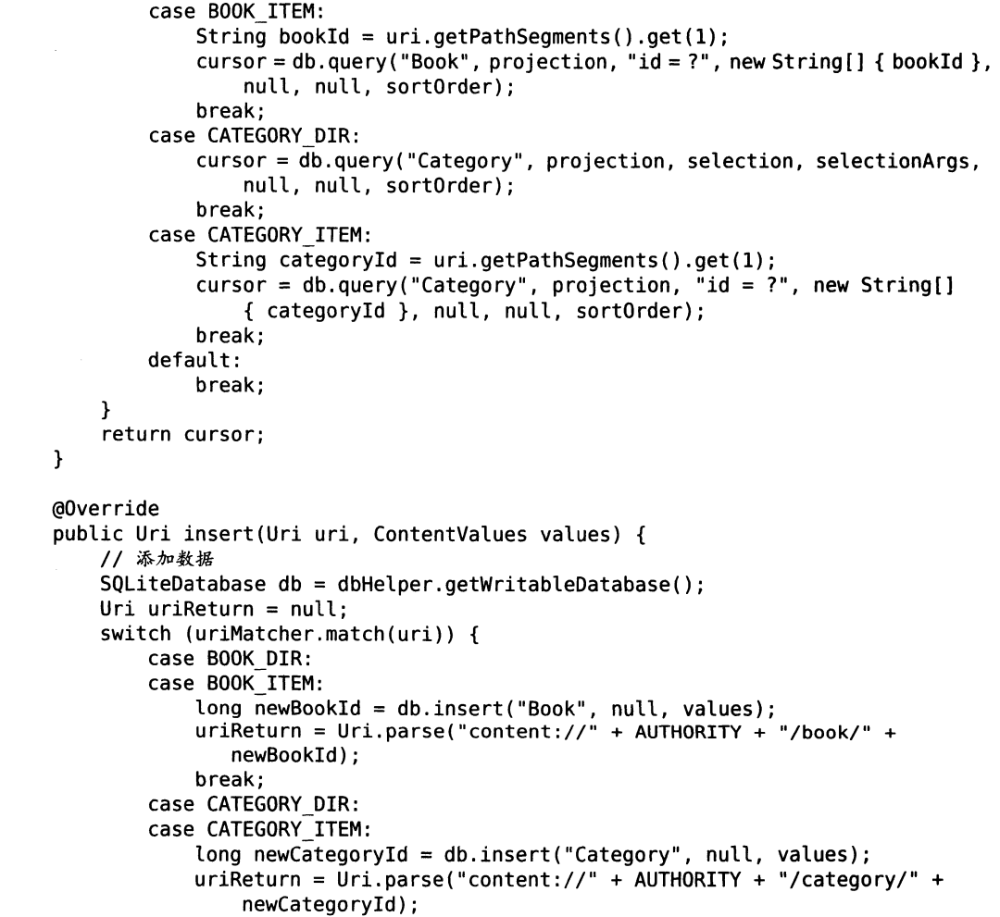 case BOOK_ITEM:
String bookId = uri.getPathSegments().get(1);
cursor = db.query("Book", projection, "id = ?", new String[] { bookId },
null, null, sortOrder);
break;
case CATEGORY_DIR:
cursor = db.query("Category", projection, selection, selectionArgs,
null, null, sortOrder);
break;
case CATEGORY_ITEM:
String categoryId = uri.getPathSegments().get(1);
cursor = db.query("Category", projection, "id = ?", new String[]
{ categoryId }, null, null, sortOrder);
break;
default:
break;
}
return cursor;
}
@Override
public Uri insert(Uri uri, ContentValues values) {
// 添加数据
SQLiteDatabase db = dbHelper.getWritableDatabase();
Uri uriReturn = null;
switch (uriMatcher.match(uri)) {
case BOOK_DIR:
case BOOK_ITEM:
long newBookId = db.insert("Book", null, values);
uriReturn = Uri.parse("content://" + AUTHORITY + "/book/" +
newBookId);
break;
case CATEGORY_DIR:
case CATEGORY_ITEM:
long newCategoryId = db.insert("Category", null, values);
uriReturn = Uri.parse("content://" + AUTHORITY + "/category/" +
newCategoryId);